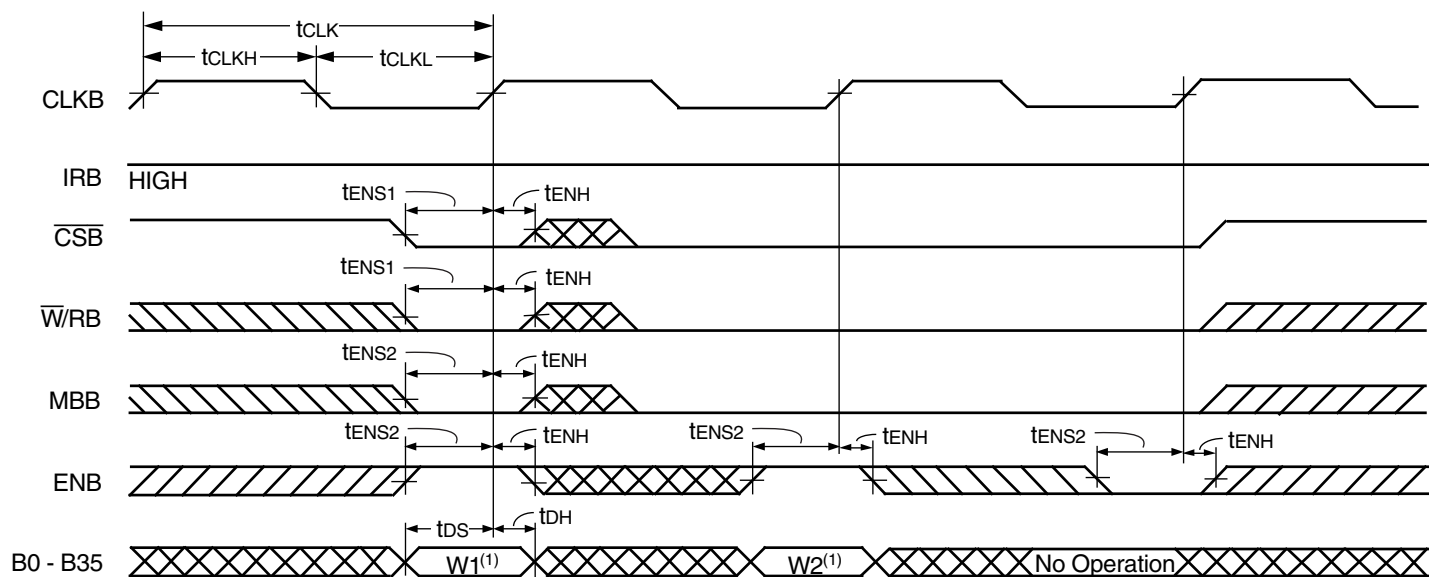 tCLK
tCLKH tCLKL
CLKB
IRB HIGH
tENS1 tENH
CSB
tENS1 tENH
W/RB
tENS2 tENH
MBB
tENS2 tENH tENS2 tENH tENS2 tENH
ENB
tDS tDH
B0 - B35 W1(1) W2(1) No Operation